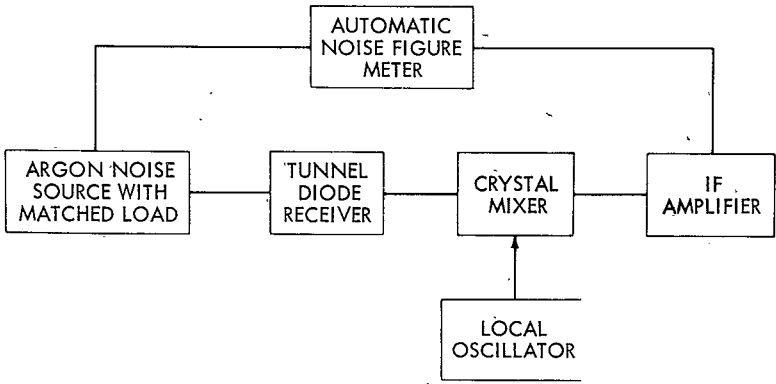 AUTOMATIC
NOISE FIGURE
METER
ARGON NOISE
SOURCE WITH
MATCHED LOAD
TUNNEL
DIODE
RECEIVER
CRYSTAL
MIXER
IF
AMPLIFIER
LOCAL
OSCILLATOR